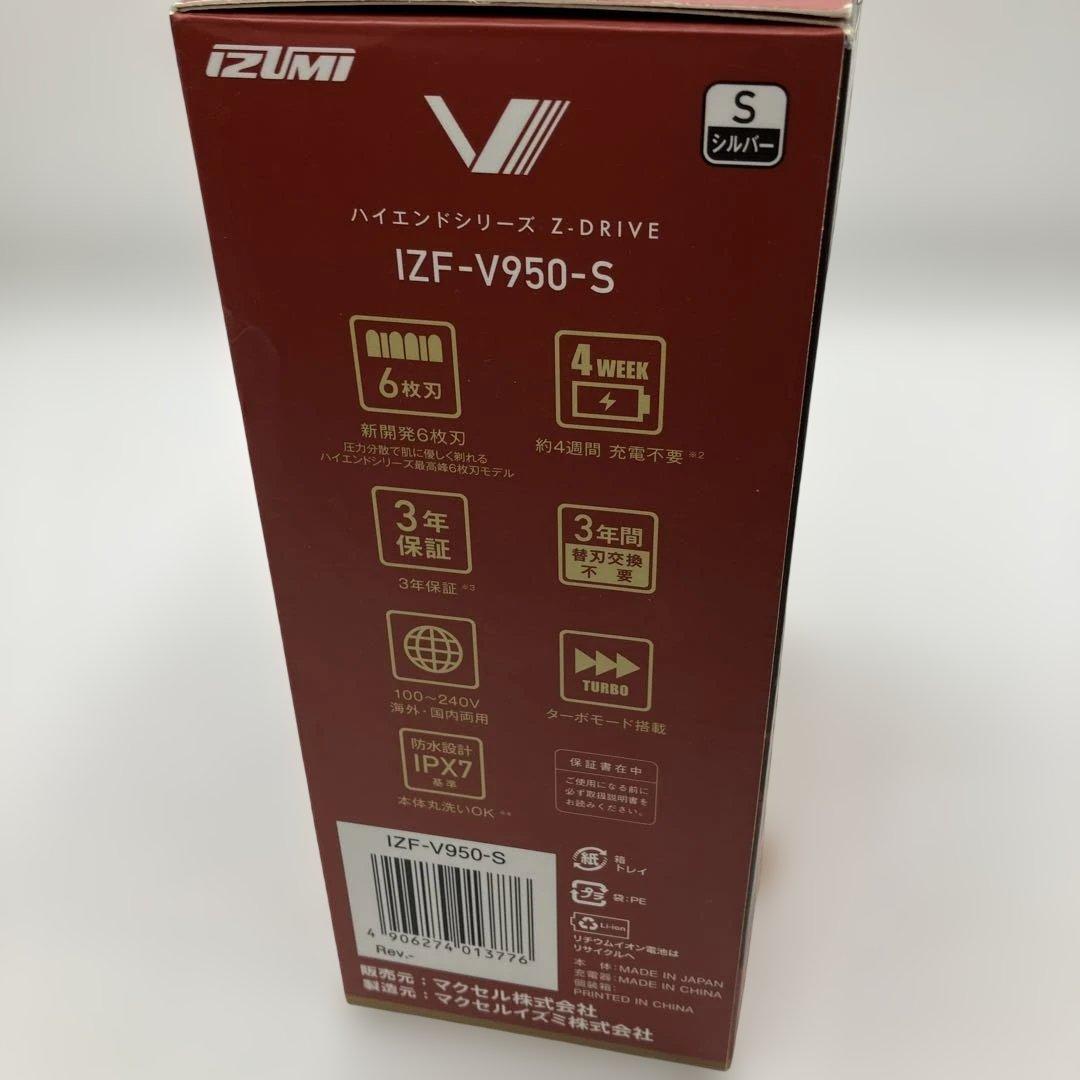 IZUMI
V
S
シルバー
ハイエンドシリーズ Z-DRIVE
IZF-V950-S
6枚刃
新開発6枚刃
圧力分散で肌に優しく剃れる
ハイエンドシリーズ最高峰6枚刃モデル
4 WEEK
約4週間 充電不要※2
3年
保証
3年保証※3
3年間
替刃交換
不 要
100～240V
海外・国内両用
TURBO
ターボモード搭載
防水設計
IPX7
基準
本体丸洗いOK※4
保証書在中
ご使用になる前に
必ず取扱説明書を
お読みください。
IZF-V950-S
4 906274 013776
Rev.-
紙
箱
トレイ
プラ
袋:PE
Li-ion
リチウムイオン電池は
リサイクルへ
本 体:MADE IN JAPAN
充電器:MADE IN CHINA
個装箱:
PRINTED IN CHINA
販売元:マクセル株式会社
製造元:マクセルイズミ株式会社